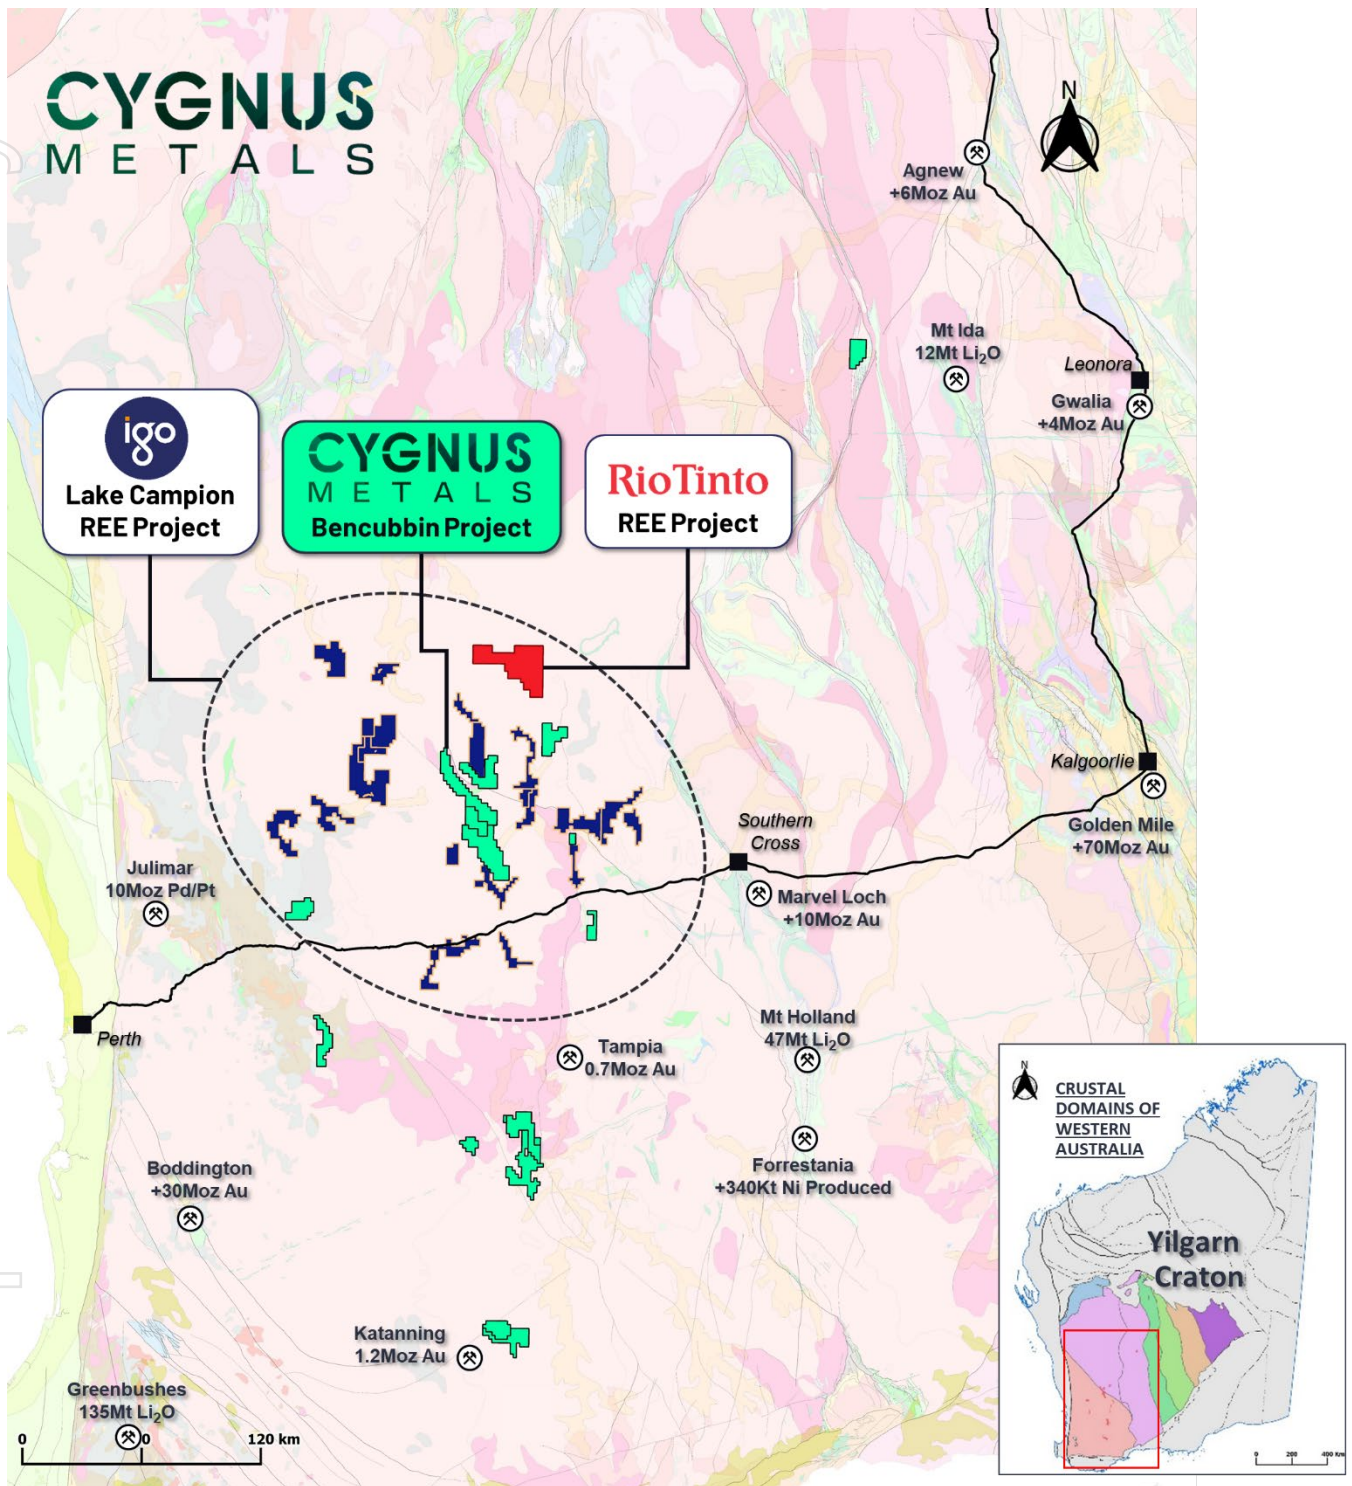 CYGNUS
METALS
N
Agnew
+6Moz Au
Mt Ida
12Mt Li₂O
Leonora
Gwalia
+4Moz Au
igo
Lake Campion
REE Project
CYGNUS
METALS
Bencubbin Project
RioTinto
REE Project
Kalgoorlie
Golden Mile
+70Moz Au
Southern
Cross
Marvel Loch
+10Moz Au
Julimar
10Moz Pd/Pt
Perth
Mt Holland
47Mt Li₂O
Tampia
0.7Moz Au
Forrestania
+340Kt Ni Produced
Boddington
+30Moz Au
Katanning
1.2Moz Au
Greenbushes
135Mt Li₂O
0
120 km
N
CRUSTAL
DOMAINS OF
WESTERN
AUSTRALIA
Yilgarn
Craton
0 200 400 Km